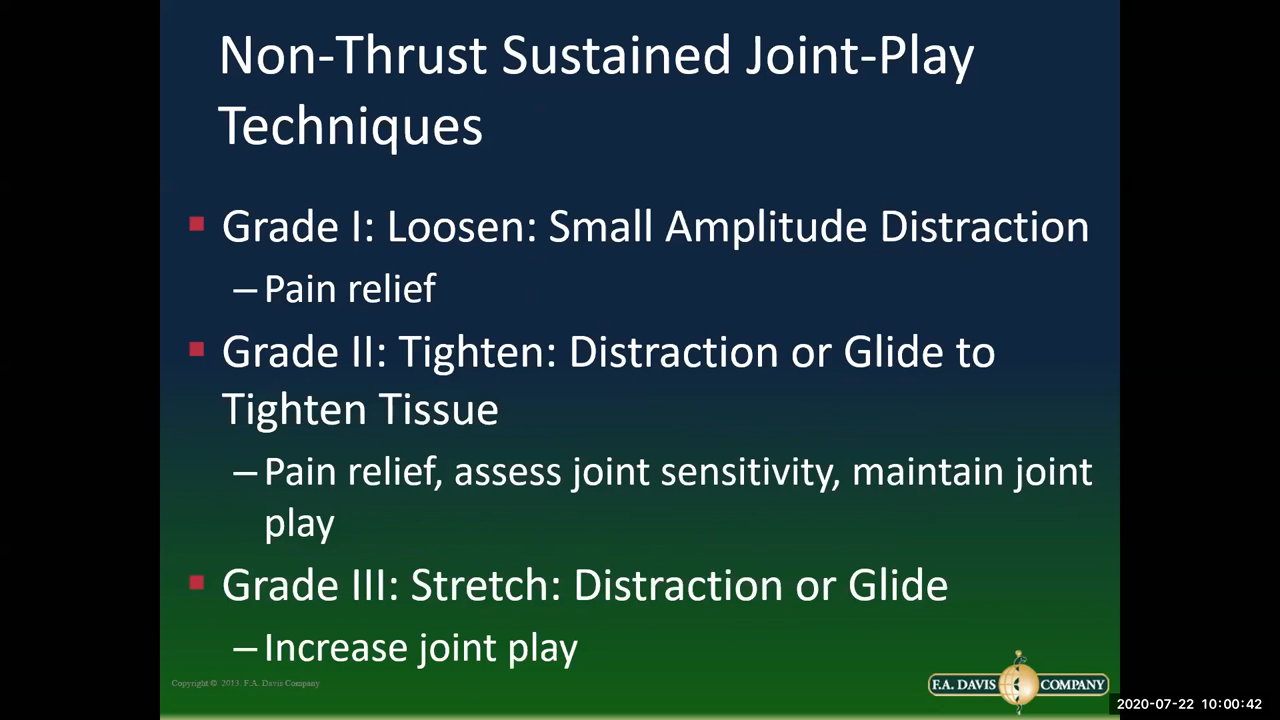 Non-Thrust Sustained Joint-Play
Techniques
Grade I: Loosen: Small Amplitude Distraction
–Pain relief
Grade II: Tighten: Distraction or Glide to
Tighten Tissue
–Pain relief, assess joint sensitivity, maintain joint
play
Grade III: Stretch: Distraction or Glide
–Increase joint play
Copyright © 2013. F.A. Davis Company
F.A. DAVIS COMPANY
2020-07-22 10:00:42